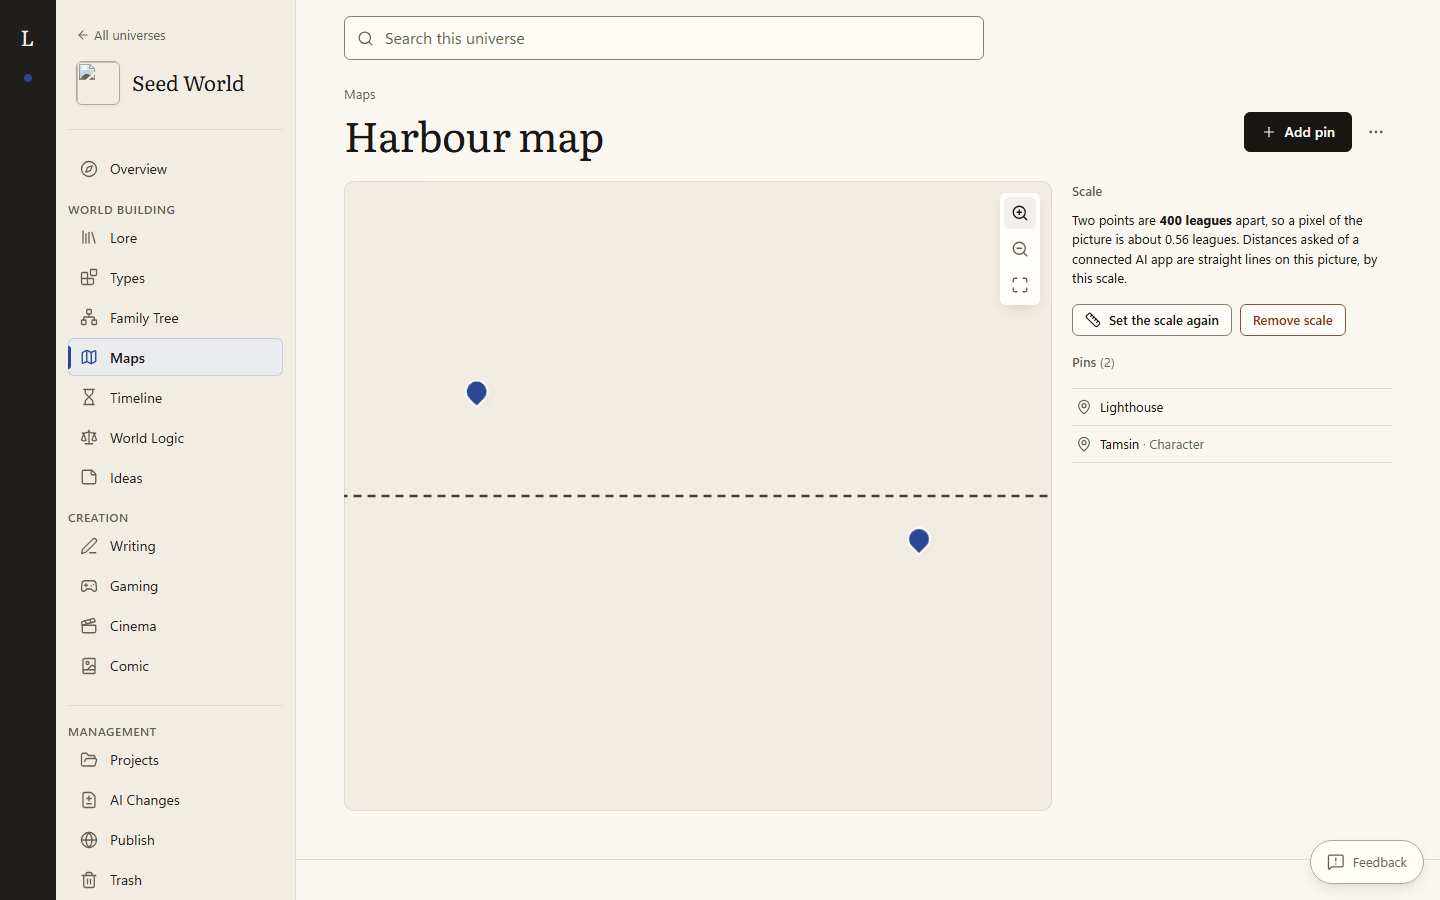 L
All universes
Seed World
Overview
WORLD BUILDING
Lore
Types
Family Tree
Maps
Timeline
World Logic
Ideas
CREATION
Writing
Gaming
Cinema
Comic
MANAGEMENT
Projects
AI Changes
Publish
Trash
Search this universe
Maps
Harbour map
Add pin
Scale
Two points are 400 leagues apart, so a pixel of the
picture is about 0.56 leagues. Distances asked of a
connected AI app are straight lines on this picture, by
this scale.
Set the scale again
Remove scale
Pins (2)
Lighthouse
Tamsin · Character
Feedback